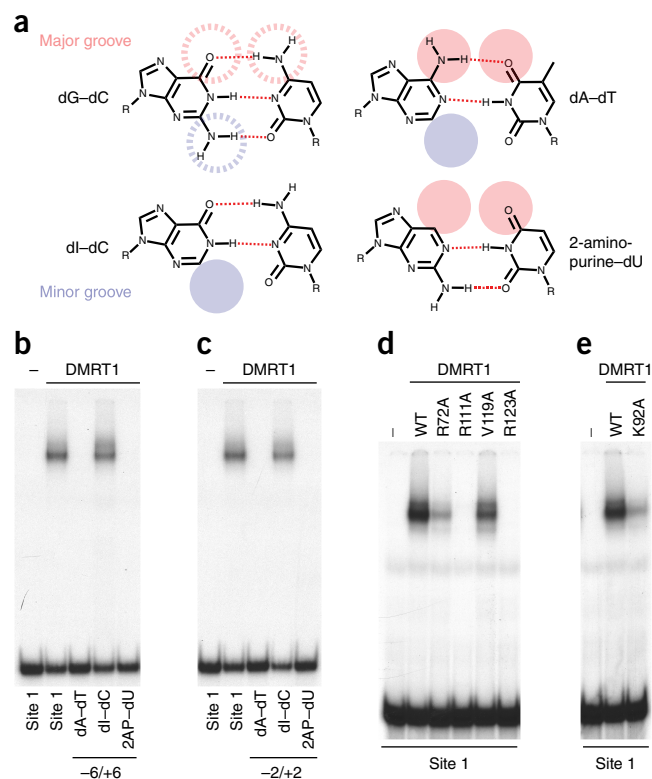 a
Major groove
dG–dC
dA–dT
dI–dC
2-amino-
purine–dU
Minor groove
N
N
R
N
O
H
N
H
N
H
H
H
N
N
O
N
R
N
N
R
N
N
H
N
H
N
O
H
N
O
N
R
N
N
R
O
N
N
H
H
H
N
N
O
N
R
N
N
R
N
N
H
N
H
O
H
N
O
N
R
b
–
DMRT1
Site 1
Site 1
dA–dT
dI–dC
2AP–dU
–6/+6
c
–
DMRT1
Site 1
Site 1
dA–dT
dI–dC
2AP–dU
–2/+2
d
DMRT1
–
WT
R72A
R111A
V119A
R123A
Site 1
e
DMRT1
–
WT
K92A
Site 1